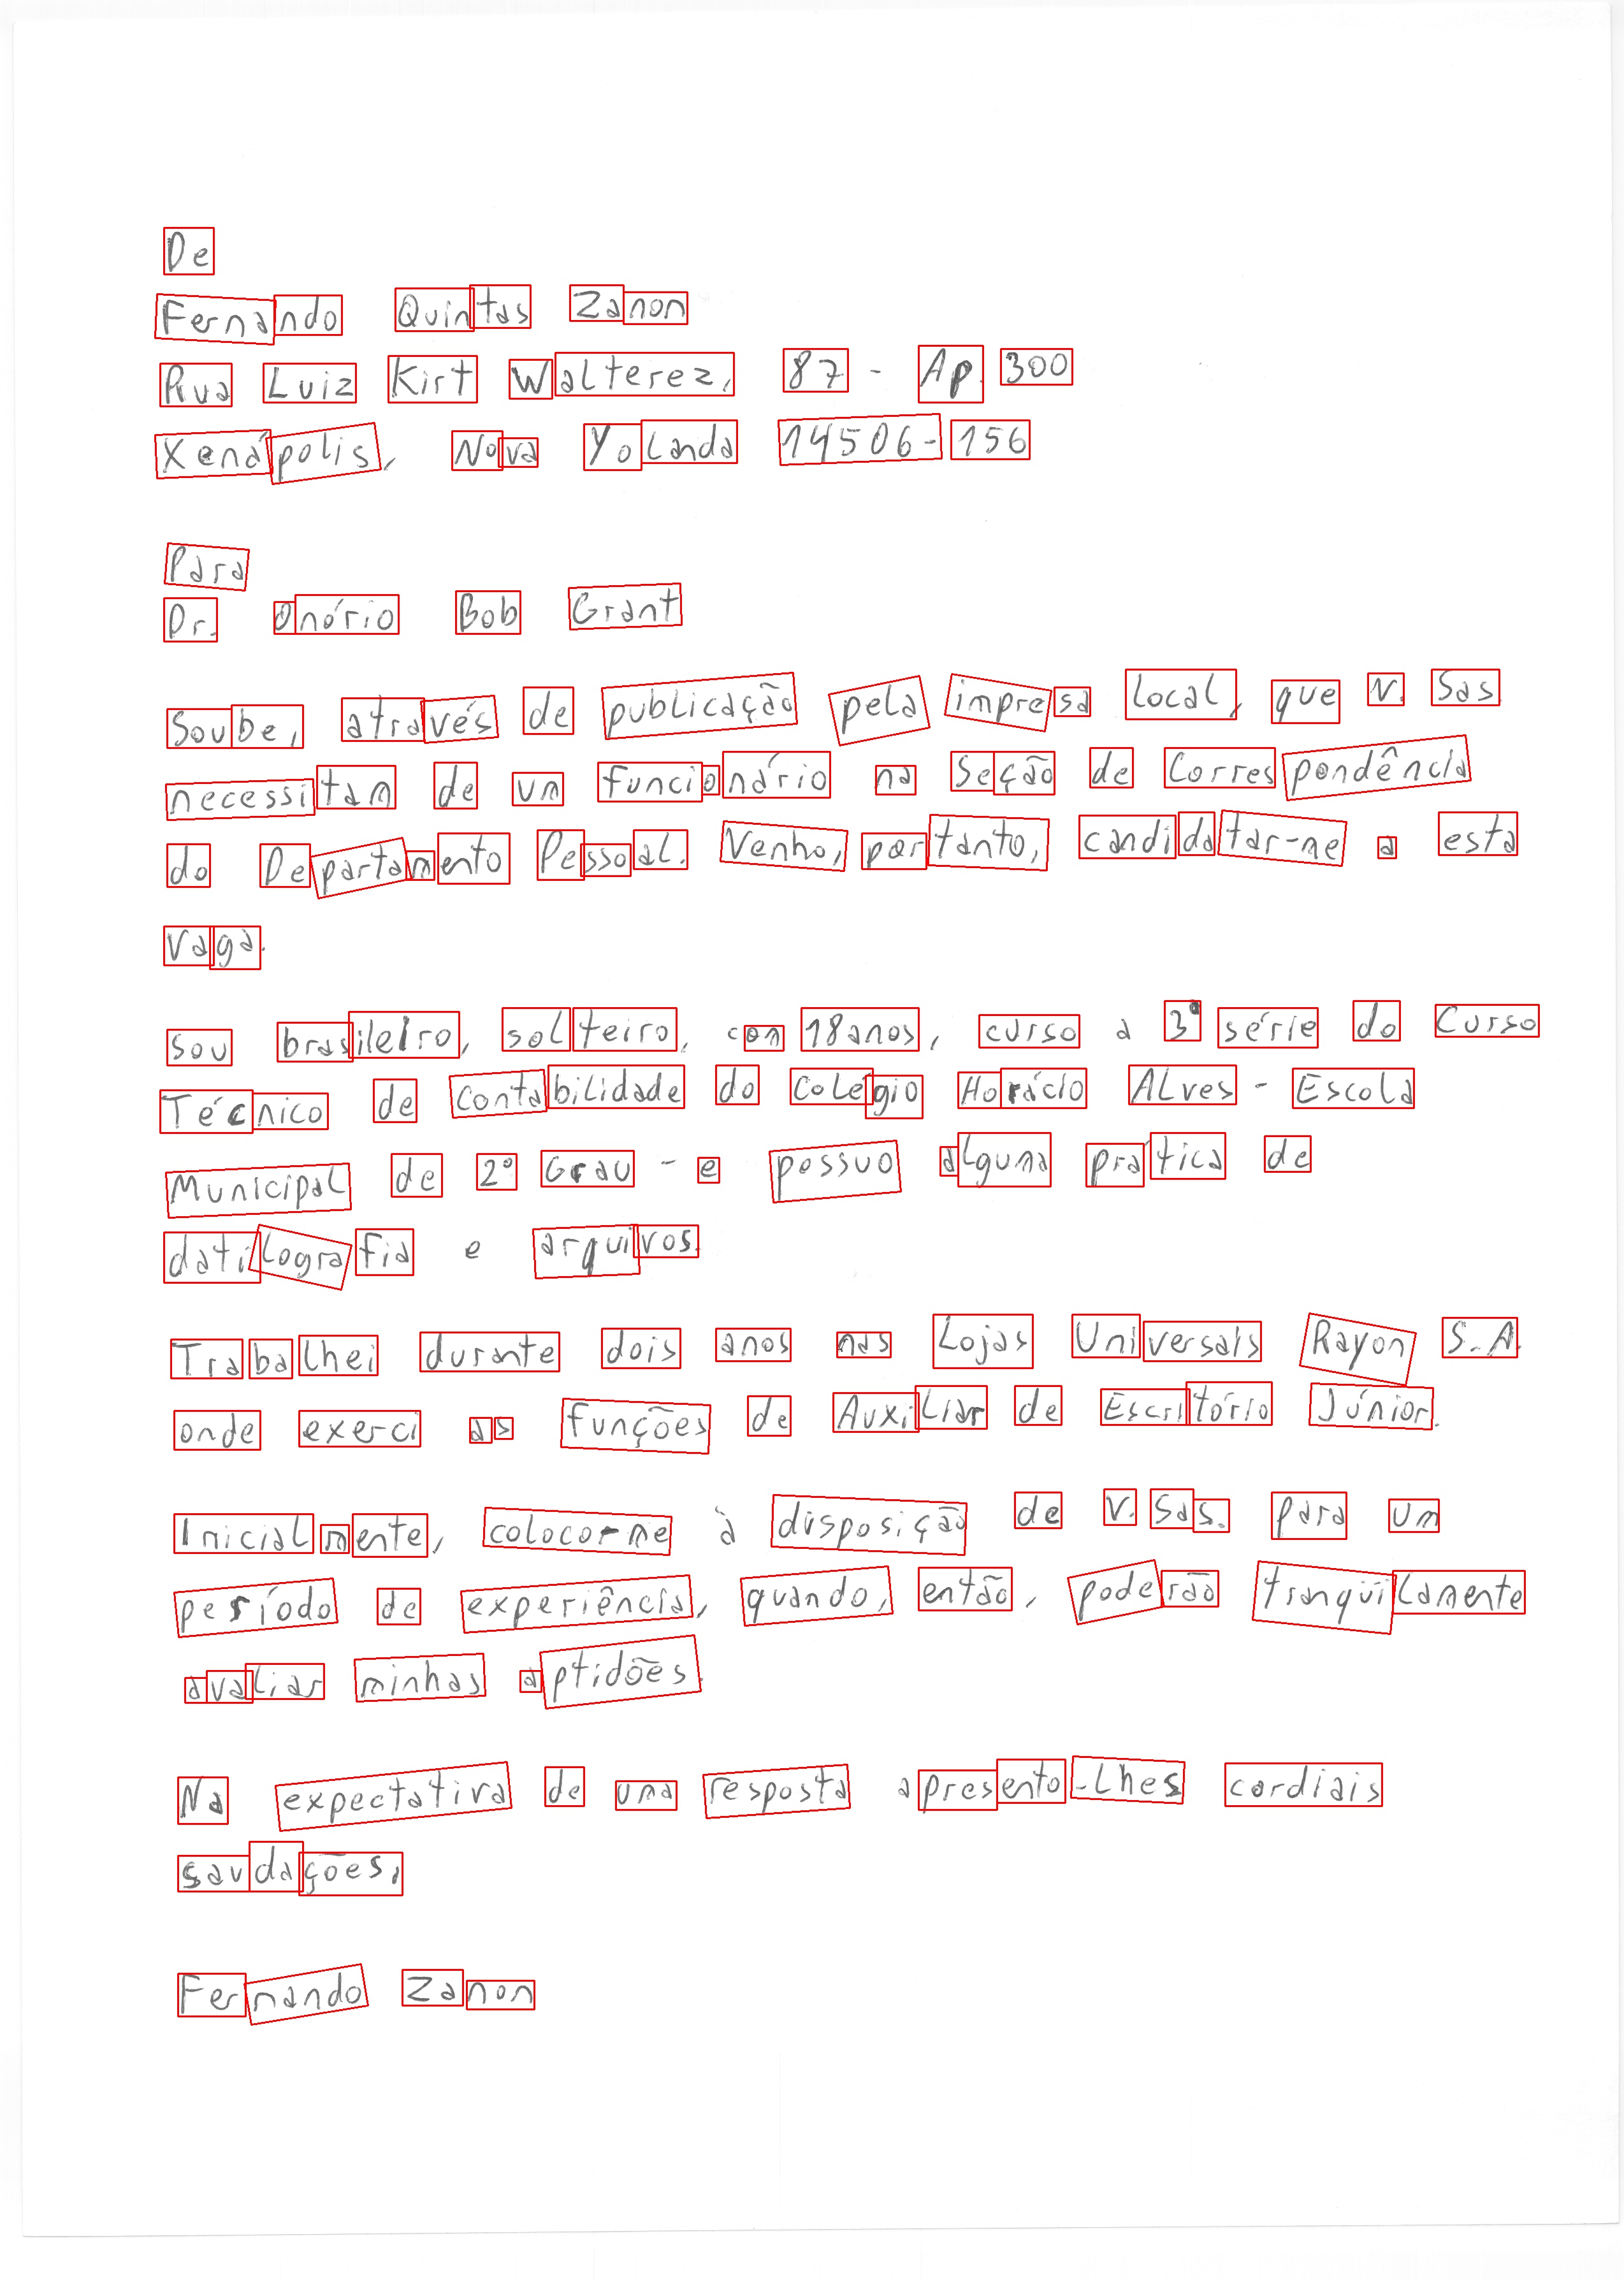 De
Fernando Quintas Zanon
Rua Luiz Kirt Walterez, 87 - Ap. 300
Xenápolis, Nova Yolanda 14506-156
Para
Dr. Onório Bob Grant
Soube, através de publicação pela impresa local, que V. Sas
necessitam de um funcionário na Seção de Correspondência
do Departamento Pessoal. Venho, portanto, candidatar-me a esta
vaga.
Sou brasileiro, solteiro, com 18 anos, curso a 3ª série do Curso
Técnico de Contabilidade do Colégio Horácio Alves - Escola
Municipal de 2º Grau - e possuo alguma prática de
datilografia e arquivos.
Trabalhei durante dois anos nas Lojas Universais Rayon S.A.
onde exerci as funções de Auxiliar de Escritório Júnior.
Inicialmente, coloco-me à disposição de V. Sas. para um
período de experiência, quando, então, poderão tranqüilamente
avaliar minhas aptidões.
Na expectativa de uma resposta apresento-lhes cordiais
saudações,
Fernando Zanon